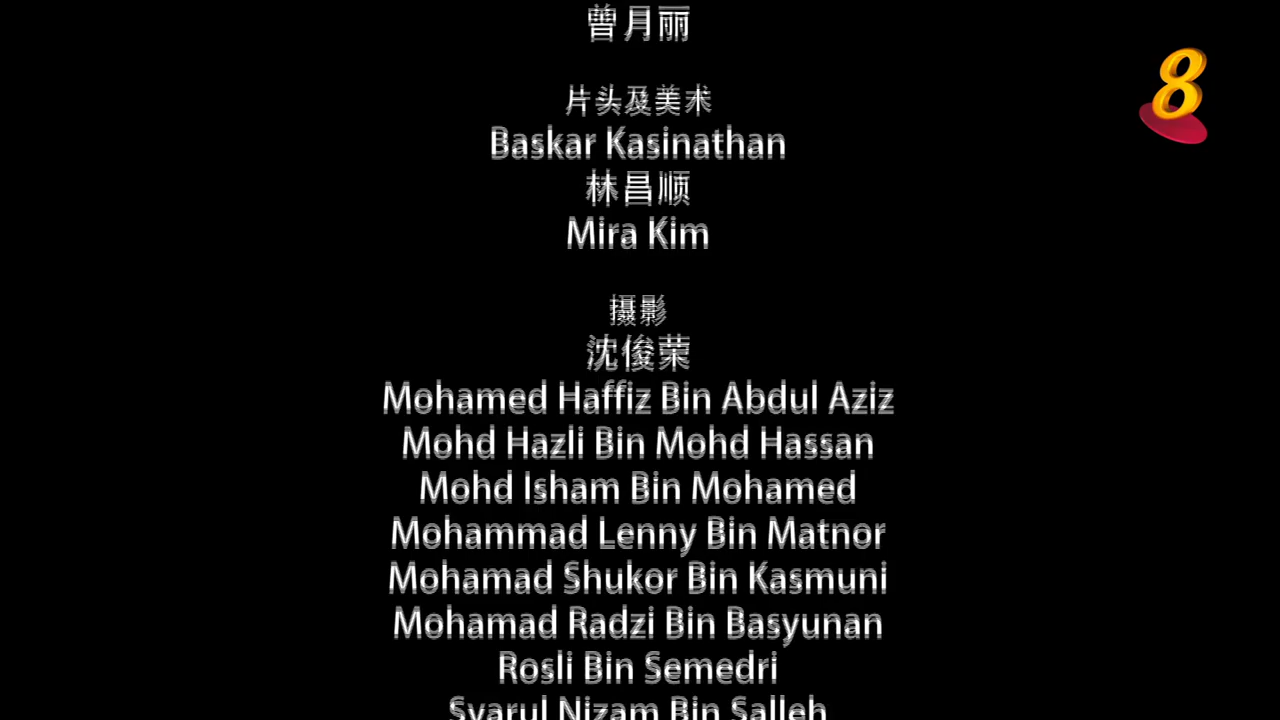 曾月丽
片头及美术
Baskar Kasinathan
林昌顺
Mira Kim
摄影
沈俊荣
Mohamed Haffiz Bin Abdul Aziz
Mohd Hazli Bin Mohd Hassan
Mohd Isham Bin Mohamed
Mohammad Lenny Bin Matnor
Mohamad Shukor Bin Kasmuni
Mohamad Radzi Bin Basyunan
Rosli Bin Semedri
Syarul Nizam Bin Salleh
8